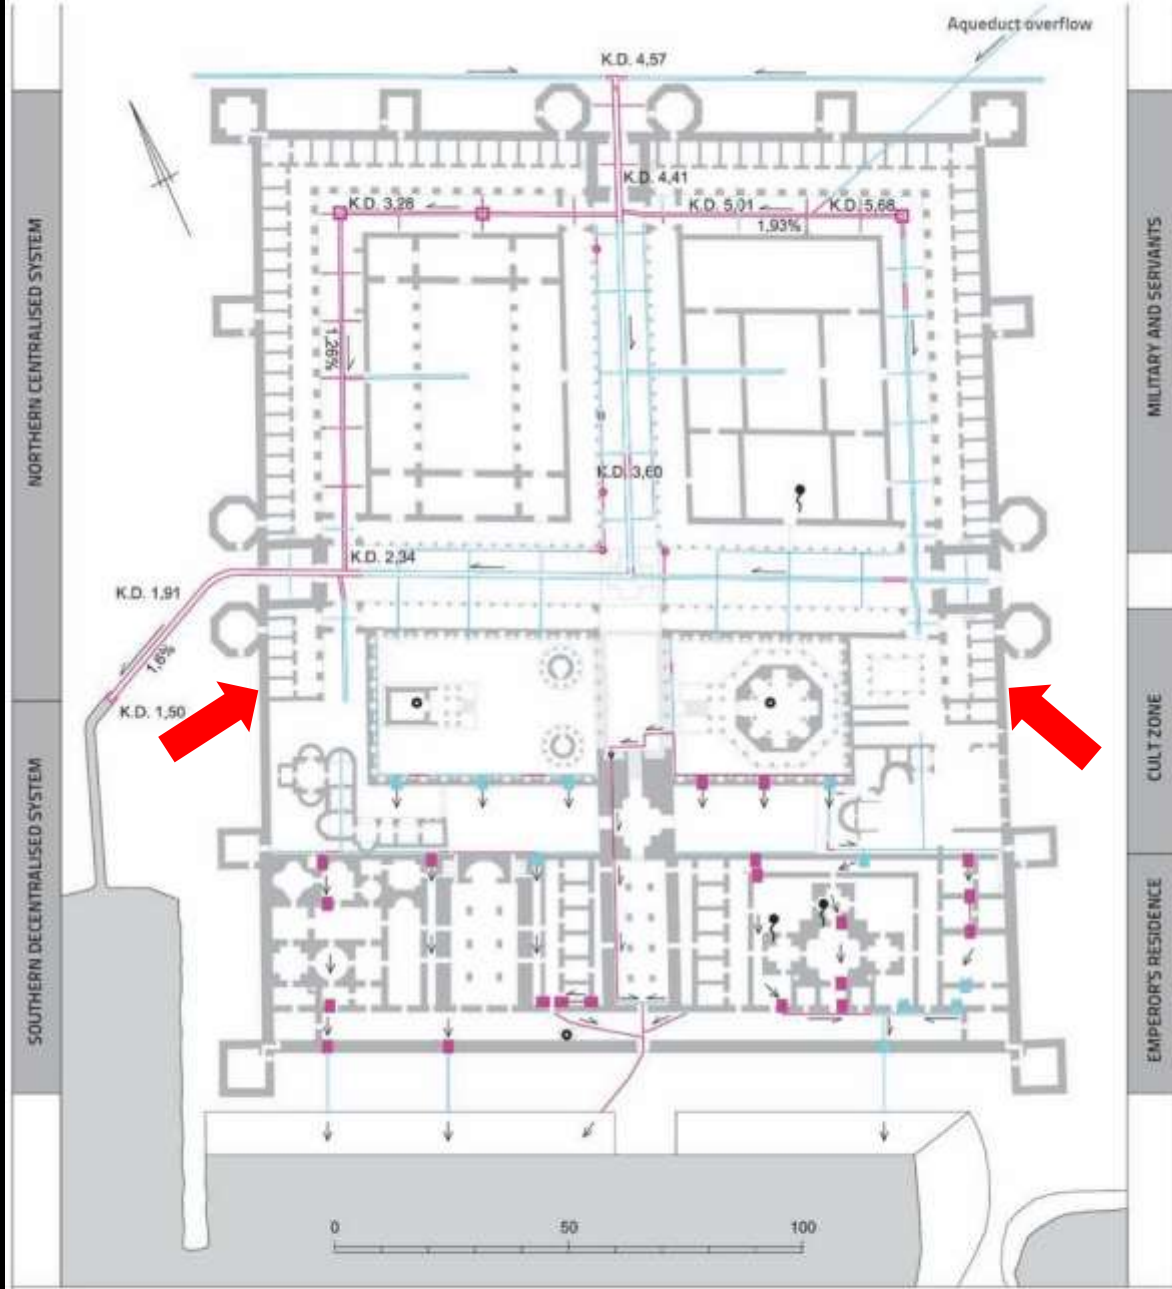 Aqueduct overflow
K.D. 4,57
K.D. 4,41
K.D. 3,28
K.D. 5,01
K.D. 5,68
1,93%
1,26%
K.D. 3,60
K.D. 2,34
K.D. 1,91
1,6%
K.D. 1,50
NORTHERN CENTRALISED SYSTEM
SOUTHERN DECENTRALISED SYSTEM
MILITARY AND SERVANTS
CULT ZONE
EMPEROR'S RESIDENCE
0 50 100